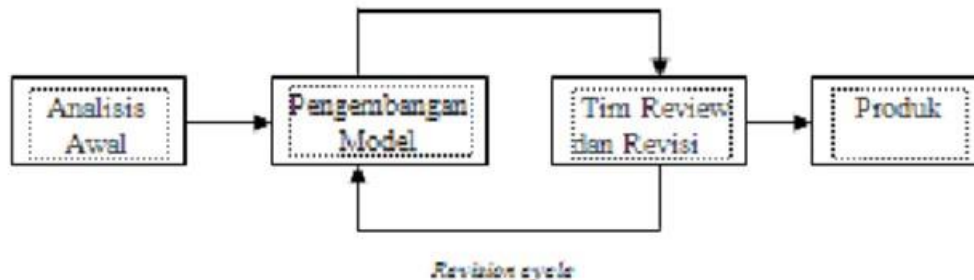 Analisis
Awal
Pengembangan
Model
Tim Review
dan Revisi
Produk
Revision cycle